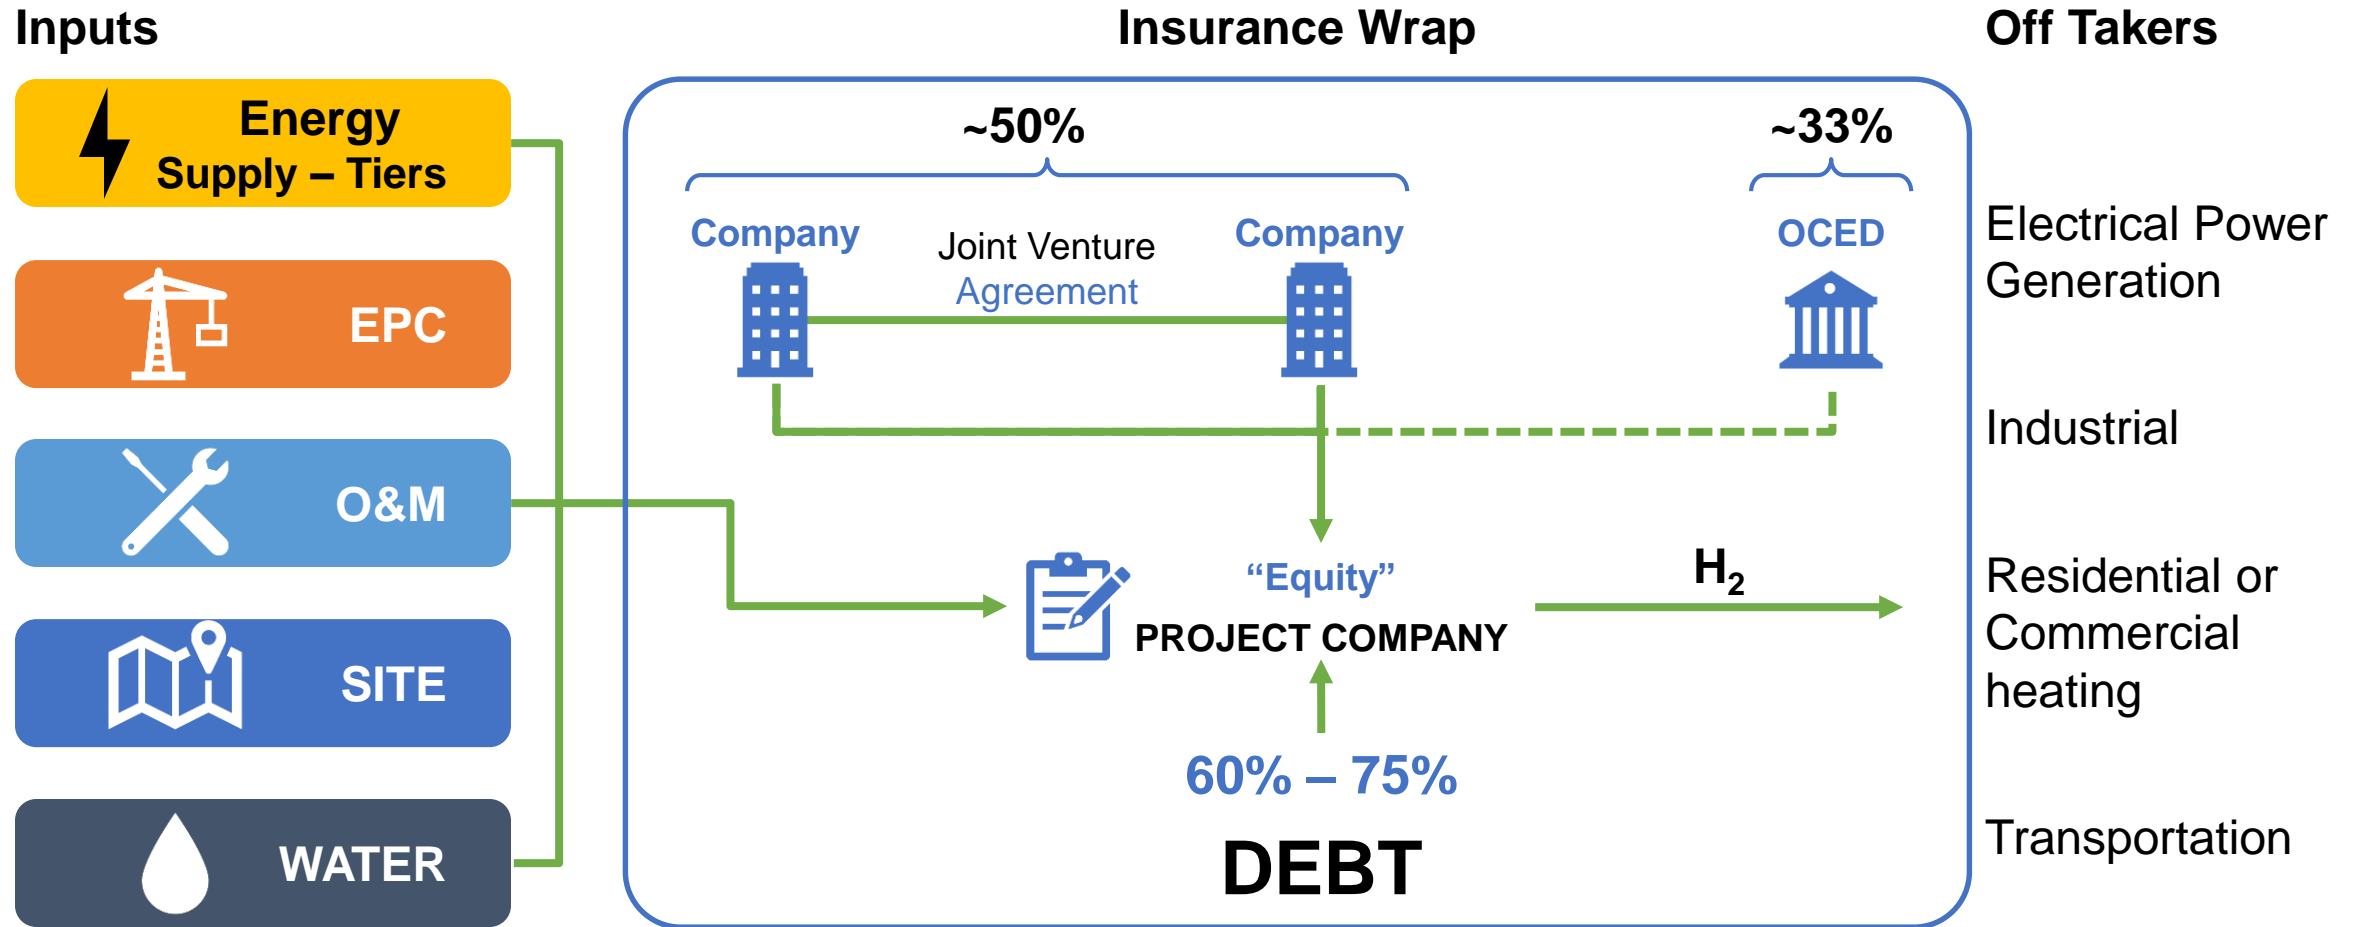 Inputs
Energy
Supply – Tiers
EPC
O&M
SITE
WATER
Insurance Wrap
~50%
~33%
Company
Joint Venture
Agreement
Company
OCED
“Equity”
PROJECT COMPANY
H₂
60% – 75%
DEBT
Off Takers
Electrical Power
Generation
Industrial
Residential or
Commercial
heating
Transportation